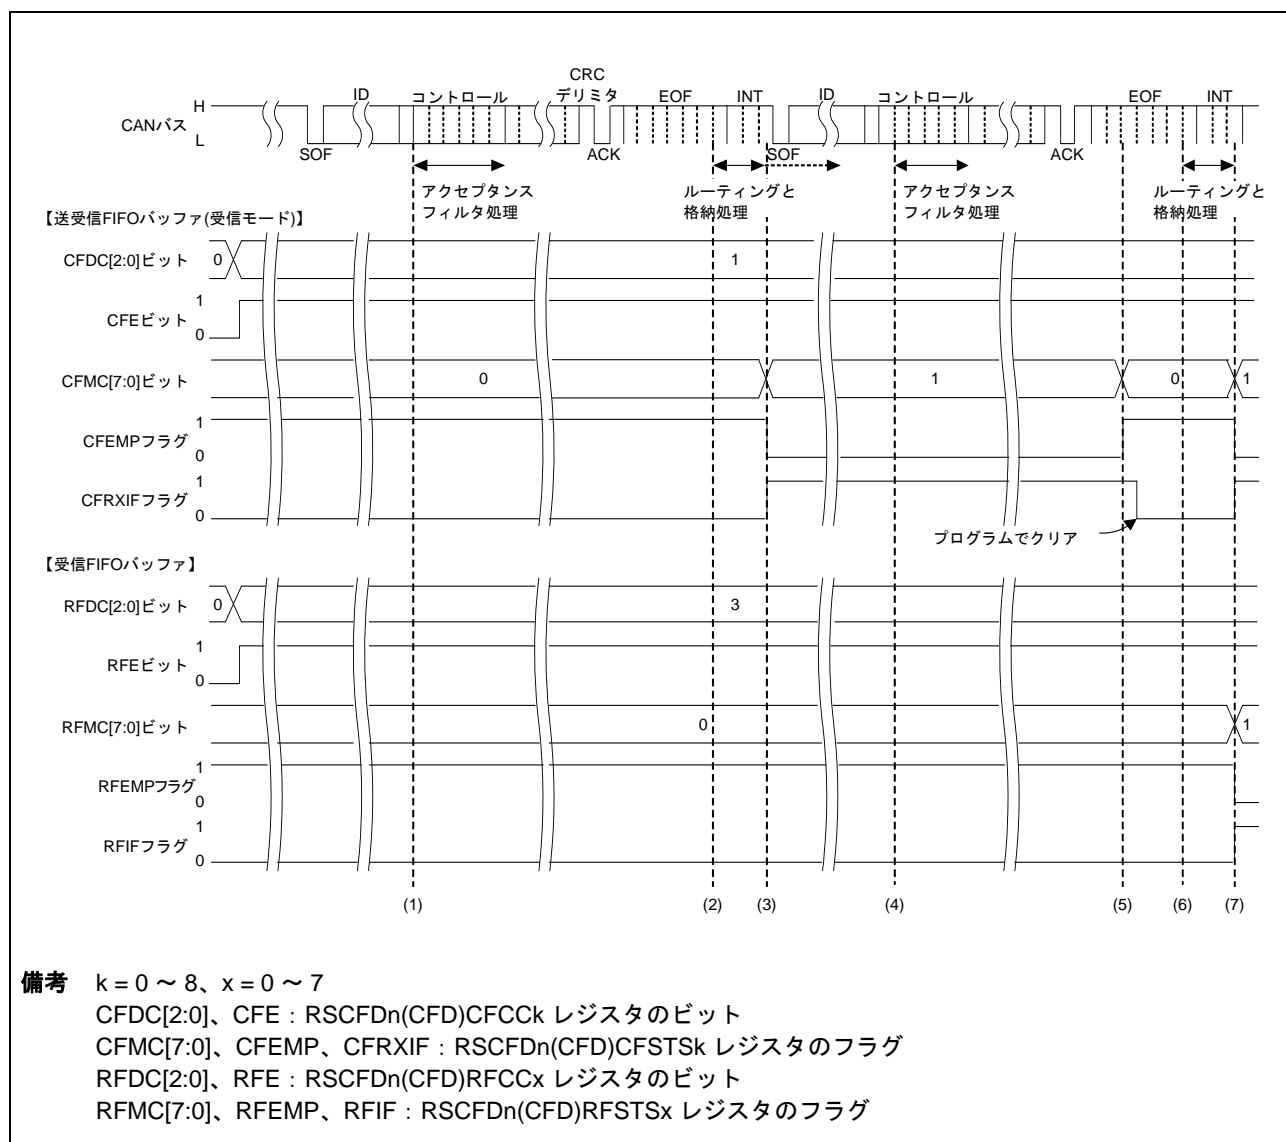 CRC
ID コントロール デリミタ EOF INT ID コントロール EOF INT
H
CANバス
L
SOF ACK SOF ACK
アクセプタンス ルーティングと アクセプタンス ルーティングと
フィルタ処理 格納処理 フィルタ処理 格納処理
【送受信FIFOバッファ(受信モード)】
CFDC[2:0]ビット 0 1
1
CFEビット
0
CFMC[7:0]ビット 0 1 0 1
1
CFEMPフラグ
0
1
CFRXIFフラグ
0
プログラムでクリア
【受信FIFOバッファ】
RFDC[2:0]ビット 0 3
1
RFEビット
0
RFMC[7:0]ビット 0 1
1
RFEMPフラグ
0
1
RFIFフラグ
0
(1) (2) (3) (4) (5) (6) (7)
備考 k = 0 ~ 8、x = 0 ~ 7
CFDC[2:0]、CFE : RSCFDn(CFD)CFCCk レジスタのビット
CFMC[7:0]、CFEMP、CFRXIF : RSCFDn(CFD)CFSTSk レジスタのフラグ
RFDC[2:0]、RFE : RSCFDn(CFD)RFCCx レジスタのビット
RFMC[7:0]、RFEMP、RFIF : RSCFDn(CFD)RFSTSx レジスタのフラグ